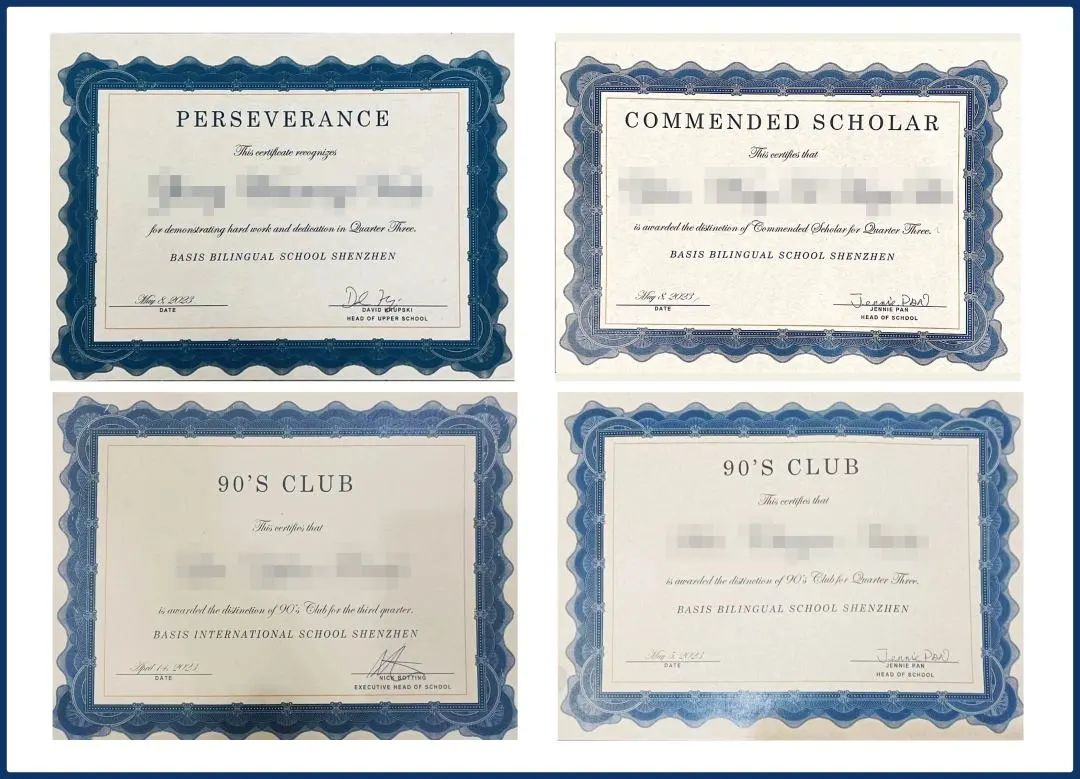 PERSEVERANCE
This certificate recognizes
for demonstrating hard work and dedication in Quarter Three.
BASIS BILINGUAL SCHOOL SHENZHEN
May 8, 2023
DATE
DAVID KRUPSKI
HEAD OF UPPER SCHOOL
COMMENDED SCHOLAR
This certifies that
is awarded the distinction of Commended Scholar for Quarter Three.
BASIS BILINGUAL SCHOOL SHENZHEN
May 8, 2023
DATE
Jennie Pan
JENNIE PAN
HEAD OF SCHOOL
90'S CLUB
This certifies that
is awarded the distinction of 90's Club for the third quarter.
BASIS INTERNATIONAL SCHOOL SHENZHEN
April 14, 2023
DATE
NICK BOTTING
EXECUTIVE HEAD OF SCHOOL
90'S CLUB
This certifies that
is awarded the distinction of 90's Club for Quarter Three.
BASIS BILINGUAL SCHOOL SHENZHEN
May 5, 2023
DATE
Jennie Pan
JENNIE PAN
HEAD OF SCHOOL